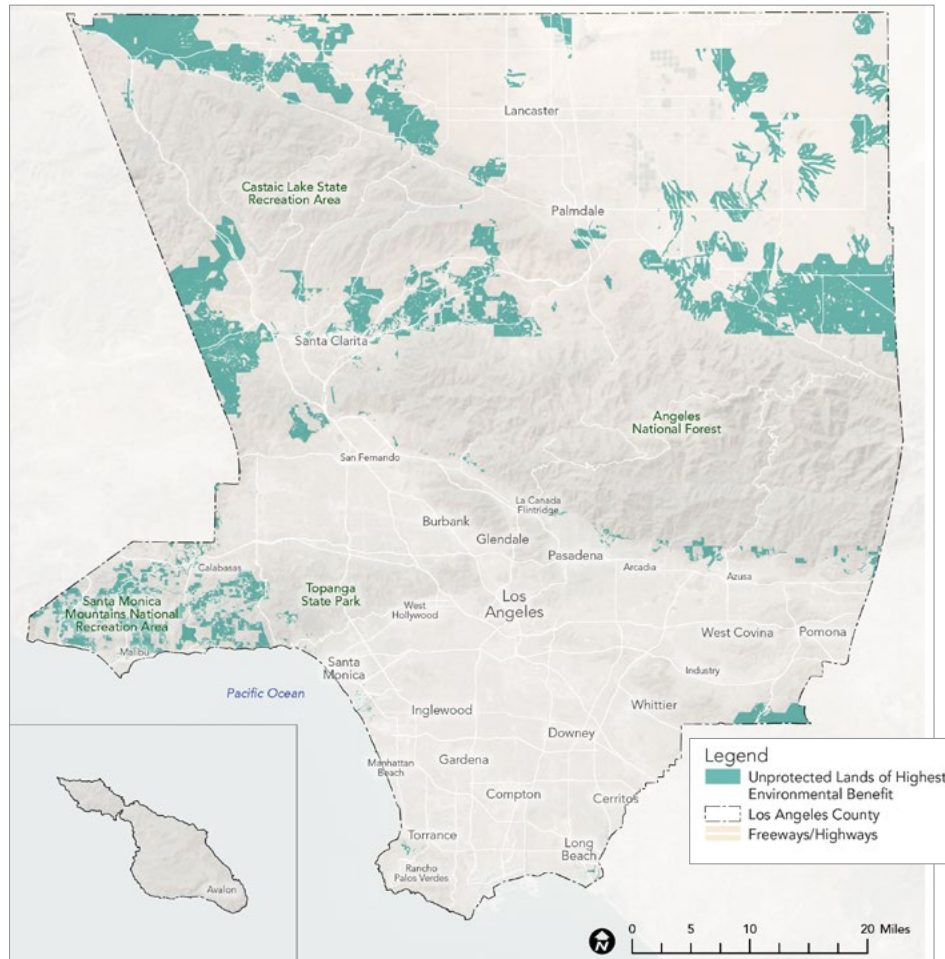 Lancaster
Castaic Lake State
Recreation Area
Palmdale
Santa Clarita
Angeles
National Forest
San Fernando
La Canada
Flintridge
Burbank
Glendale
Pasadena
Arcadia
Azusa
Calabasas
Topanga
State Park
Santa Monica
Mountains National
Recreation Area
Los
Angeles
West
Hollywood
West Covina
Pomona
Malibu
Santa
Monica
Industry
Pacific Ocean
Whittier
Inglewood
Downey
Manhattan
Beach
Gardena
Compton
Cerritos
Torrance
Long
Beach
Rancho
Palos Verdes
Avalon
Legend
Unprotected Lands of Highest
Environmental Benefit
Los Angeles County
Freeways/Highways
N
0 5 10 20 Miles